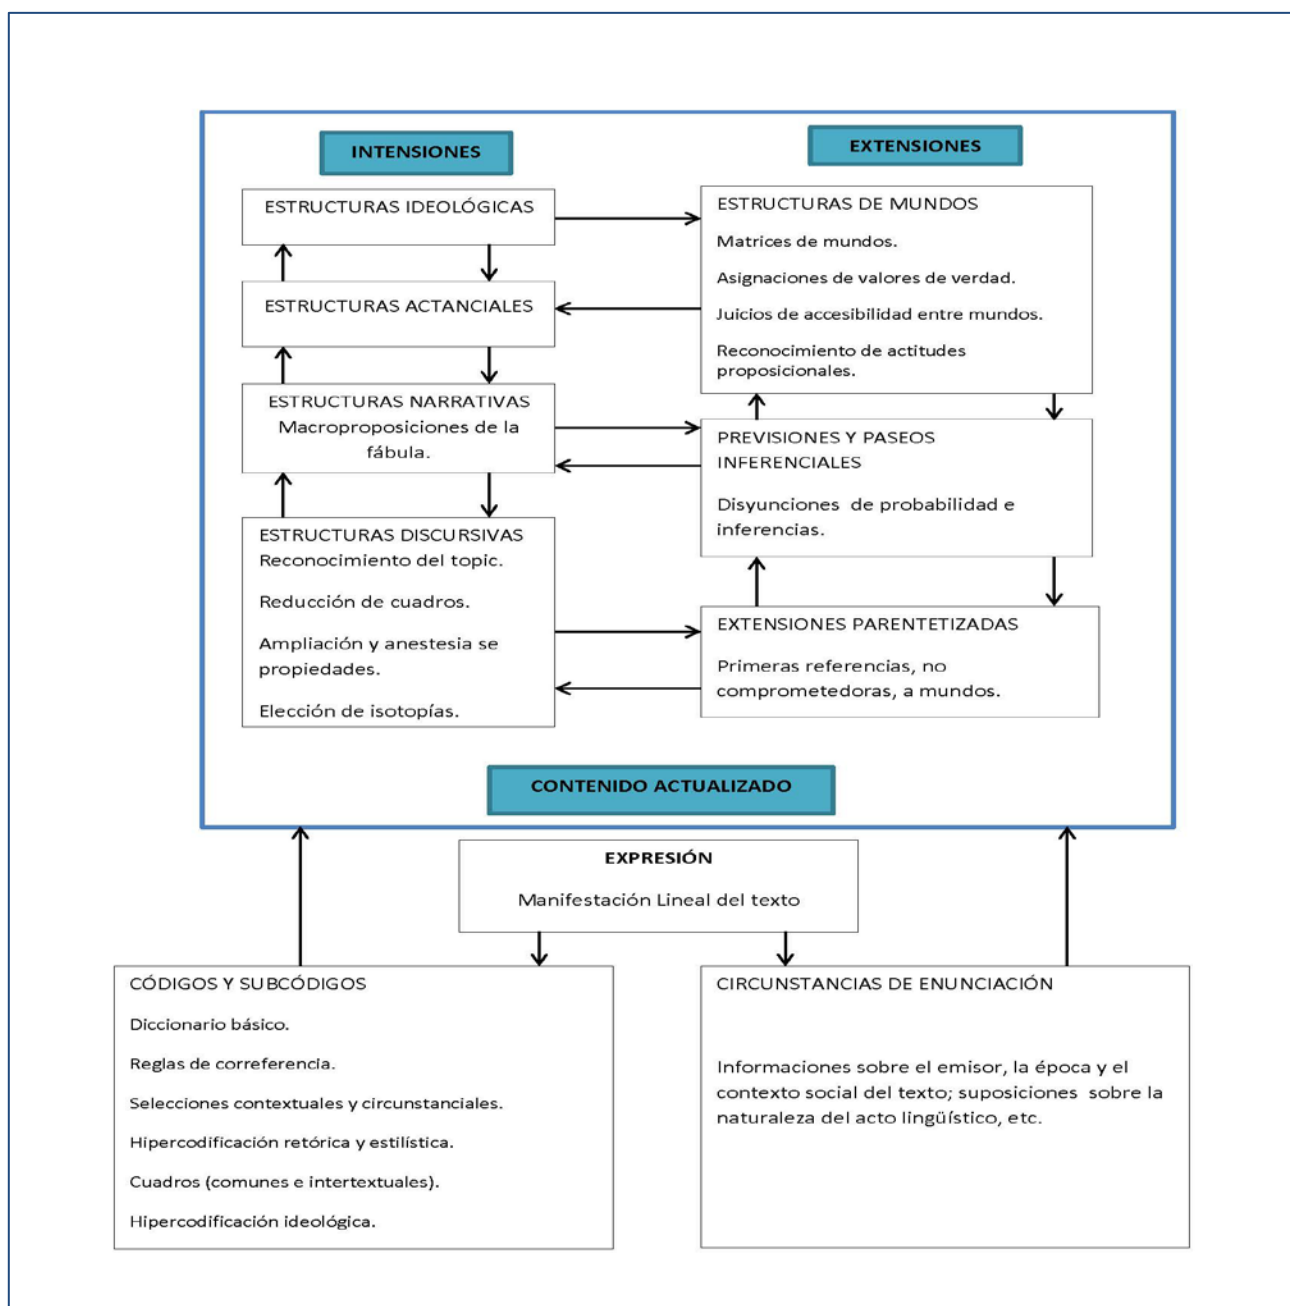 INTENSIONES
ESTRUCTURAS IDEOLÓGICAS
ESTRUCTURAS ACTANCIALES
ESTRUCTURAS NARRATIVAS
Macroproposiciones de la
fábula.
ESTRUCTURAS DISCURSIVAS
Reconocimiento del topic.
Reducción de cuadros.
Ampliación y anestesia se
propiedades.
Elección de isotopías.
EXTENSIONES
ESTRUCTURAS DE MUNDOS
Matrices de mundos.
Asignaciones de valores de verdad.
Juicios de accesibilidad entre mundos.
Reconocimiento de actitudes
proposicionales.
PREVISIONES Y PASEOS
INFERENCIALES
Disyunciones de probabilidad e
inferencias.
EXTENSIONES PARENTETIZADAS
Primeras referencias, no
comprometedoras, a mundos.
CONTENIDO ACTUALIZADO
EXPRESIÓN
Manifestación Lineal del texto
CÓDIGOS Y SUBCÓDIGOS
Diccionario básico.
Reglas de correferencia.
Selecciones contextuales y circunstanciales.
Hipercodificación retórica y estilística.
Cuadros (comunes e intertextuales).
Hipercodificación ideológica.
CIRCUNSTANCIAS DE ENUNCIACIÓN
Informaciones sobre el emisor, la época y el
contexto social del texto; suposiciones sobre la
naturaleza del acto lingüístico, etc.